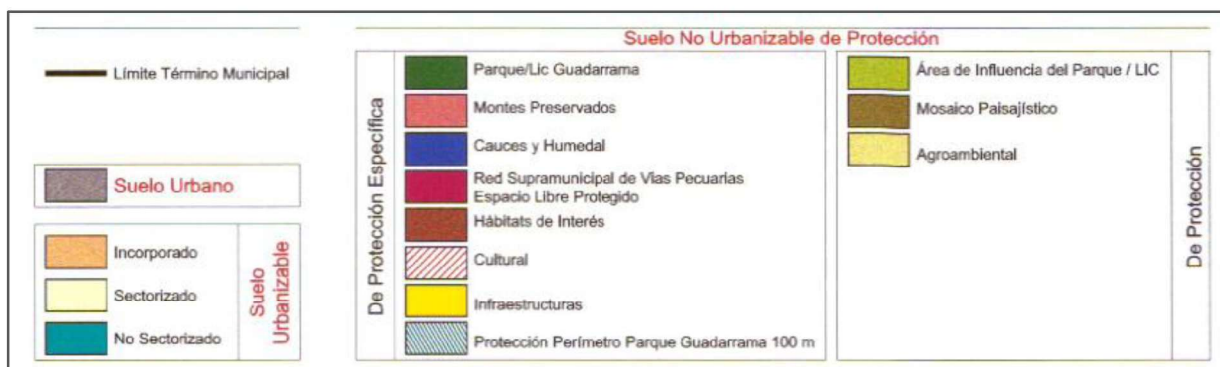 Límite Término Municipal
Suelo Urbano
Incorporado
Sectorizado
No Sectorizado
Suelo
Urbanizable
Suelo No Urbanizable de Protección
De Protección Específica
Parque/Lic Guadarrama
Montes Preservados
Cauces y Humedal
Red Supramunicipal de Vías Pecuarias
Espacio Libre Protegido
Hábitats de Interés
Cultural
Infraestructuras
Protección Perímetro Parque Guadarrama 100 m
Área de Influencia del Parque / LIC
Mosaico Paisajístico
Agroambiental
De Protección